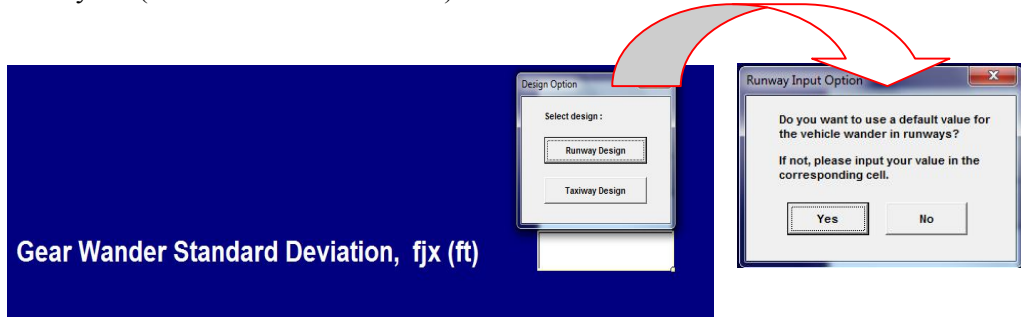 Design Option
Select design :
Runway Design
Taxiway Design
Gear Wander Standard Deviation, fjx (ft)
Runway Input Option
X
Do you want to use a default value for
the vehicle wander in runways?
If not, please input your value in the
corresponding cell.
Yes
No